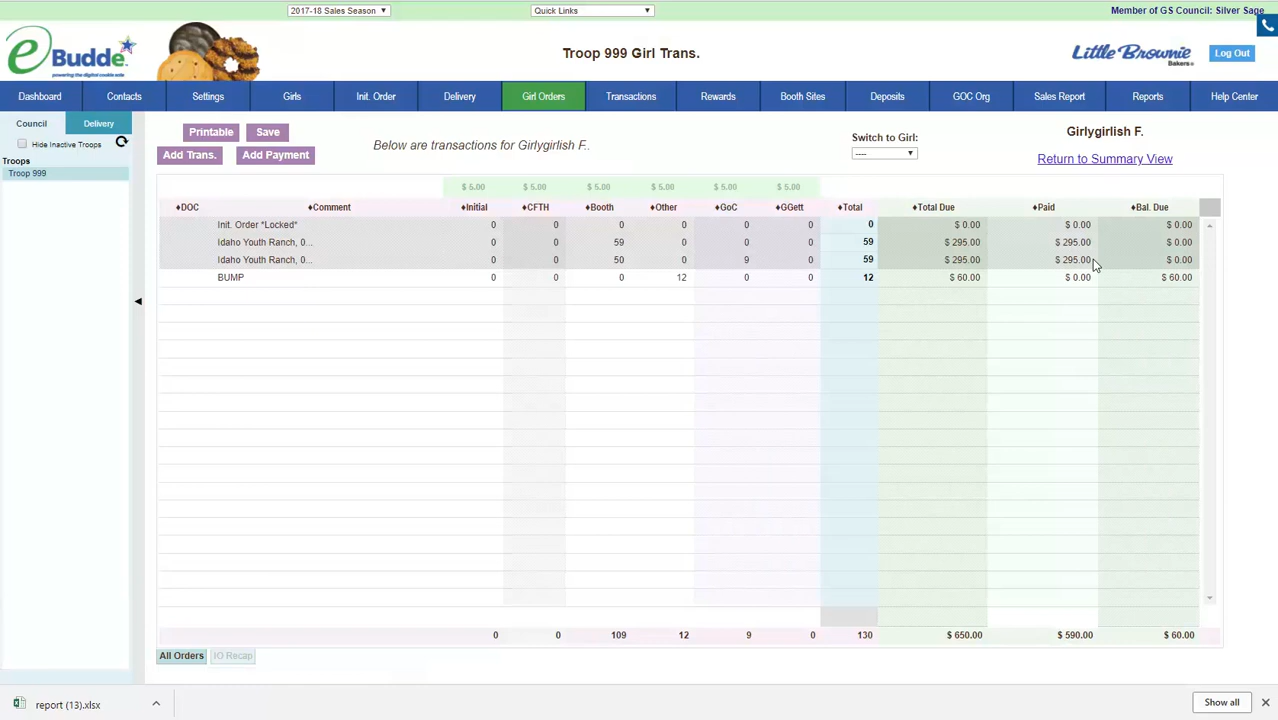 2017-18 Sales Season
Quick Links
Member of GS Council: Silver Sage
eBudde
powering the digital cookie sale
Troop 999 Girl Trans.
Little Brownie
Bakers
Log Out
Dashboard Contacts Settings Girls Init. Order Delivery Girl Orders Transactions Rewards Booth Sites Deposits GOC Org Sales Report Reports Help Center
Council Delivery
Hide Inactive Troops
Troops
Troop 999
Printable Save
Add Trans. Add Payment
Below are transactions for Girlygirlish F..
Switch to Girl:
----
Girlygirlish F.
Return to Summary View
$ 5.00 $ 5.00 $ 5.00 $ 5.00 $ 5.00 $ 5.00
♦DOC ♦Comment ♦Initial ♦CFTH ♦Booth ♦Other ♦GoC ♦GGett ♦Total ♦Total Due ♦Paid ♦Bal. Due
Init. Order *Locked* 0 0 0 0 0 0 0 $ 0.00 $ 0.00 $ 0.00
Idaho Youth Ranch, 0... 0 0 59 0 0 0 59 $ 295.00 $ 295.00 $ 0.00
Idaho Youth Ranch, 0... 0 0 50 0 9 0 59 $ 295.00 $ 295.00 $ 0.00
BUMP 0 0 0 12 0 0 12 $ 60.00 $ 0.00 $ 60.00
0 0 109 12 9 0 130 $ 650.00 $ 590.00 $ 60.00
All Orders IO Recap
report (13).xlsx
Show all